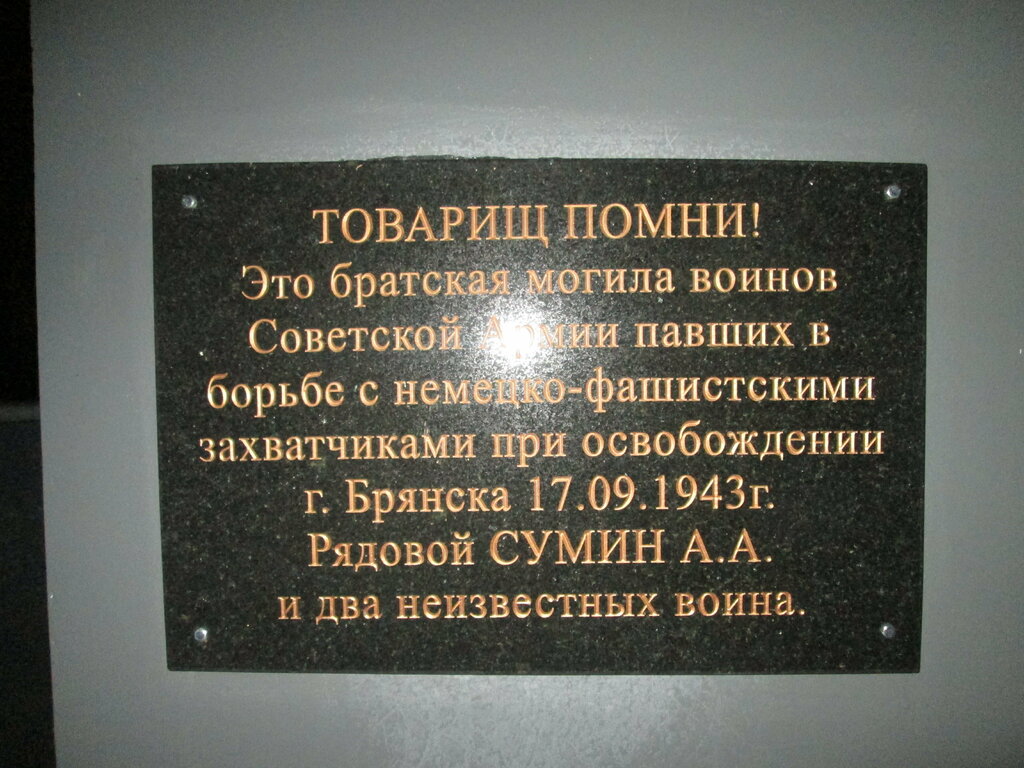 ТОВАРИЩ ПОМНИ!
Это братская могила воинов
Советской Армии павших в
борьбе с немецко-фашистскими
захватчиками при освобождении
г. Брянска 17.09.1943г.
Рядовой СУМИН А.А.
и два неизвестных воина.